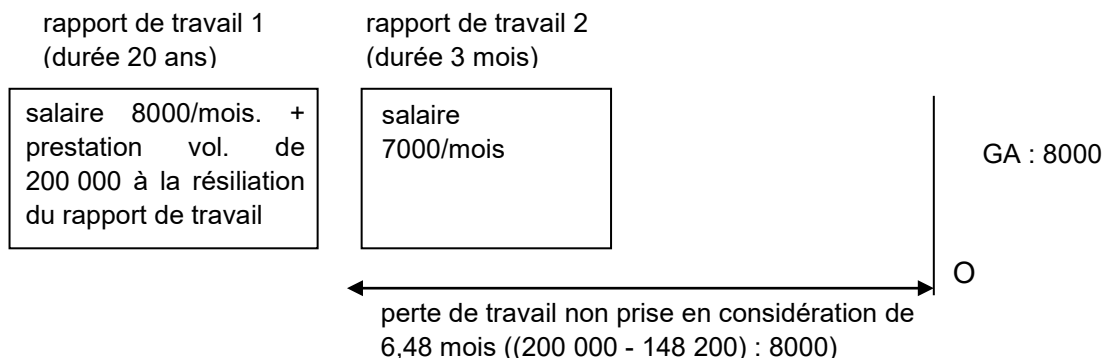 rapport de travail 1
(durée 20 ans)
rapport de travail 2
(durée 3 mois)
salaire 8000/mois. +
prestation vol. de
200 000 à la résiliation
du rapport de travail
salaire
7000/mois
GA : 8000
O
perte de travail non prise en considération de
6,48 mois ((200 000 - 148 200) : 8000)